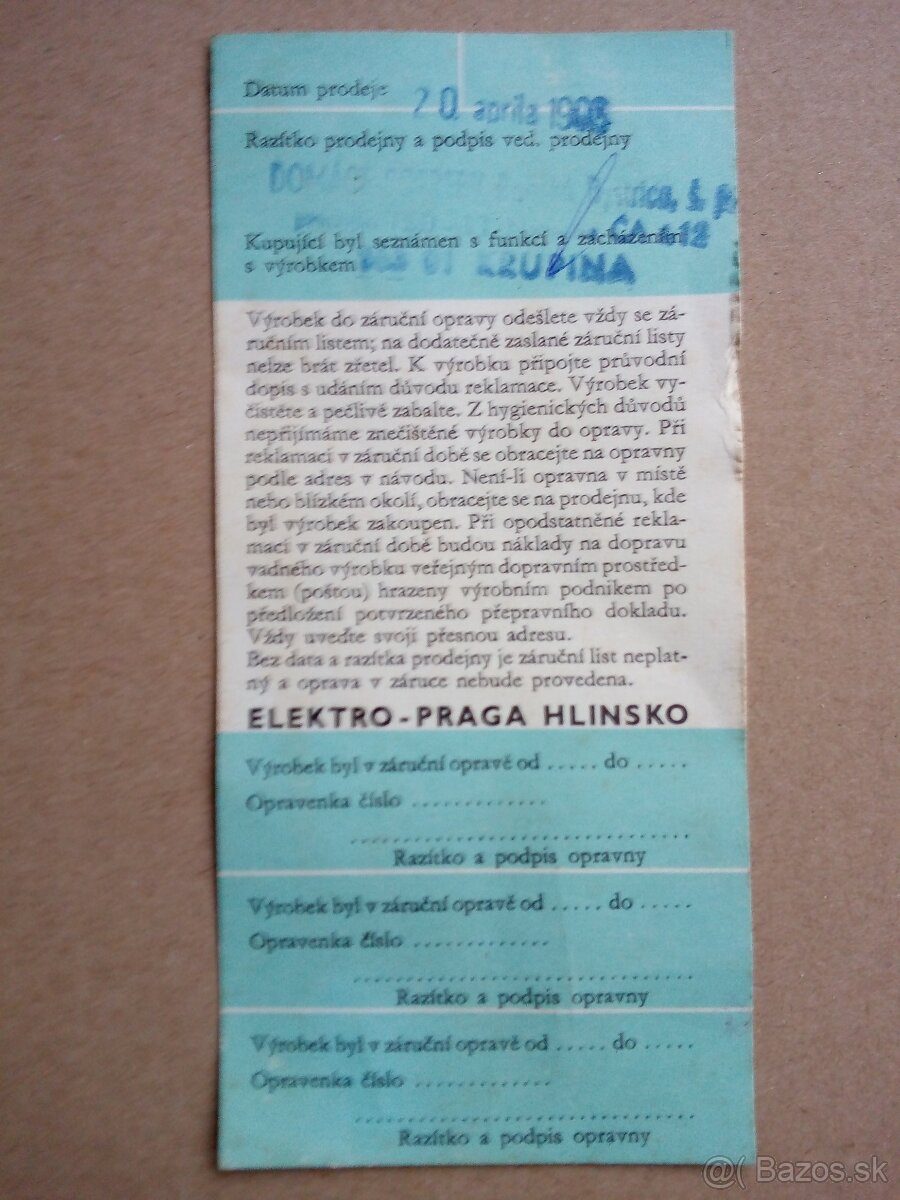 Datum prodeje 20. aprila
Razítko prodejny a podpis ved. prodejny
Kupující byl seznámen s funkcí a zacházením
s výrobkem
KRUPINA
Výrobek do záruční opravy odešlete vždy se zá-
ručním listem; na dodatečně zaslané záruční listy
nelze brát zřetel. K výrobku připojte průvodní
dopis s udáním důvodu reklamace. Výrobek vy-
čistěte a pečlivě zabalte. Z hygienických důvodů
nepřijímáme znečištěné výrobky do opravy. Při
reklamaci v záruční době se obracejte na opravny
podle adres v návodu. Není-li opravna v místě
nebo blízkém okolí, obracejte se na prodejnu, kde
byl výrobek zakoupen. Při opodstatněné rekla-
maci v záruční době budou náklady na dopravu
vadného výrobku veřejným dopravním prostřed-
kem (poštou) hrazeny výrobním podnikem po
předložení potvrzeného přepravního dokladu.
Vždy uveďte svoji přesnou adresu.
Bez data a razítka prodejny je záruční list neplat-
ný a oprava v záruce nebude provedena.
ELEKTRO-PRAGA HLINSKO
Výrobek byl v záruční opravě od ..... do .....
Opravenka číslo .............
Razítko a podpis opravny
Výrobek byl v záruční opravě od ..... do .....
Opravenka číslo .............
Razítko a podpis opravny
Výrobek byl v záruční opravě od ..... do .....
Opravenka číslo .............
Razítko a podpis opravny
@( Bazos.sk